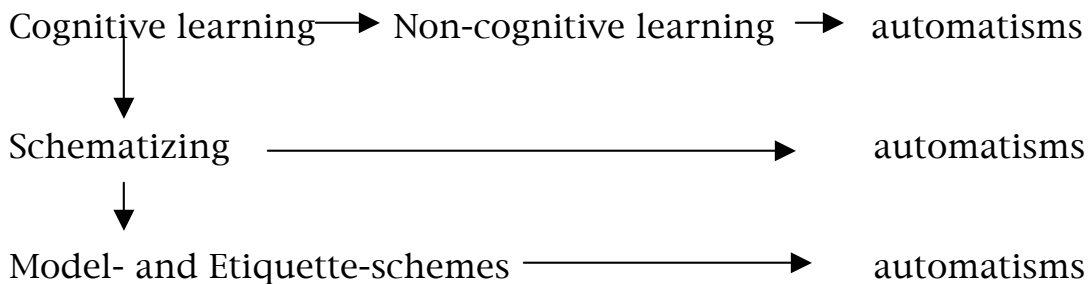 Cognitive learning Non-cognitive learning automatisms
Schematizing automatisms
Model- and Etiquette-schemes automatisms